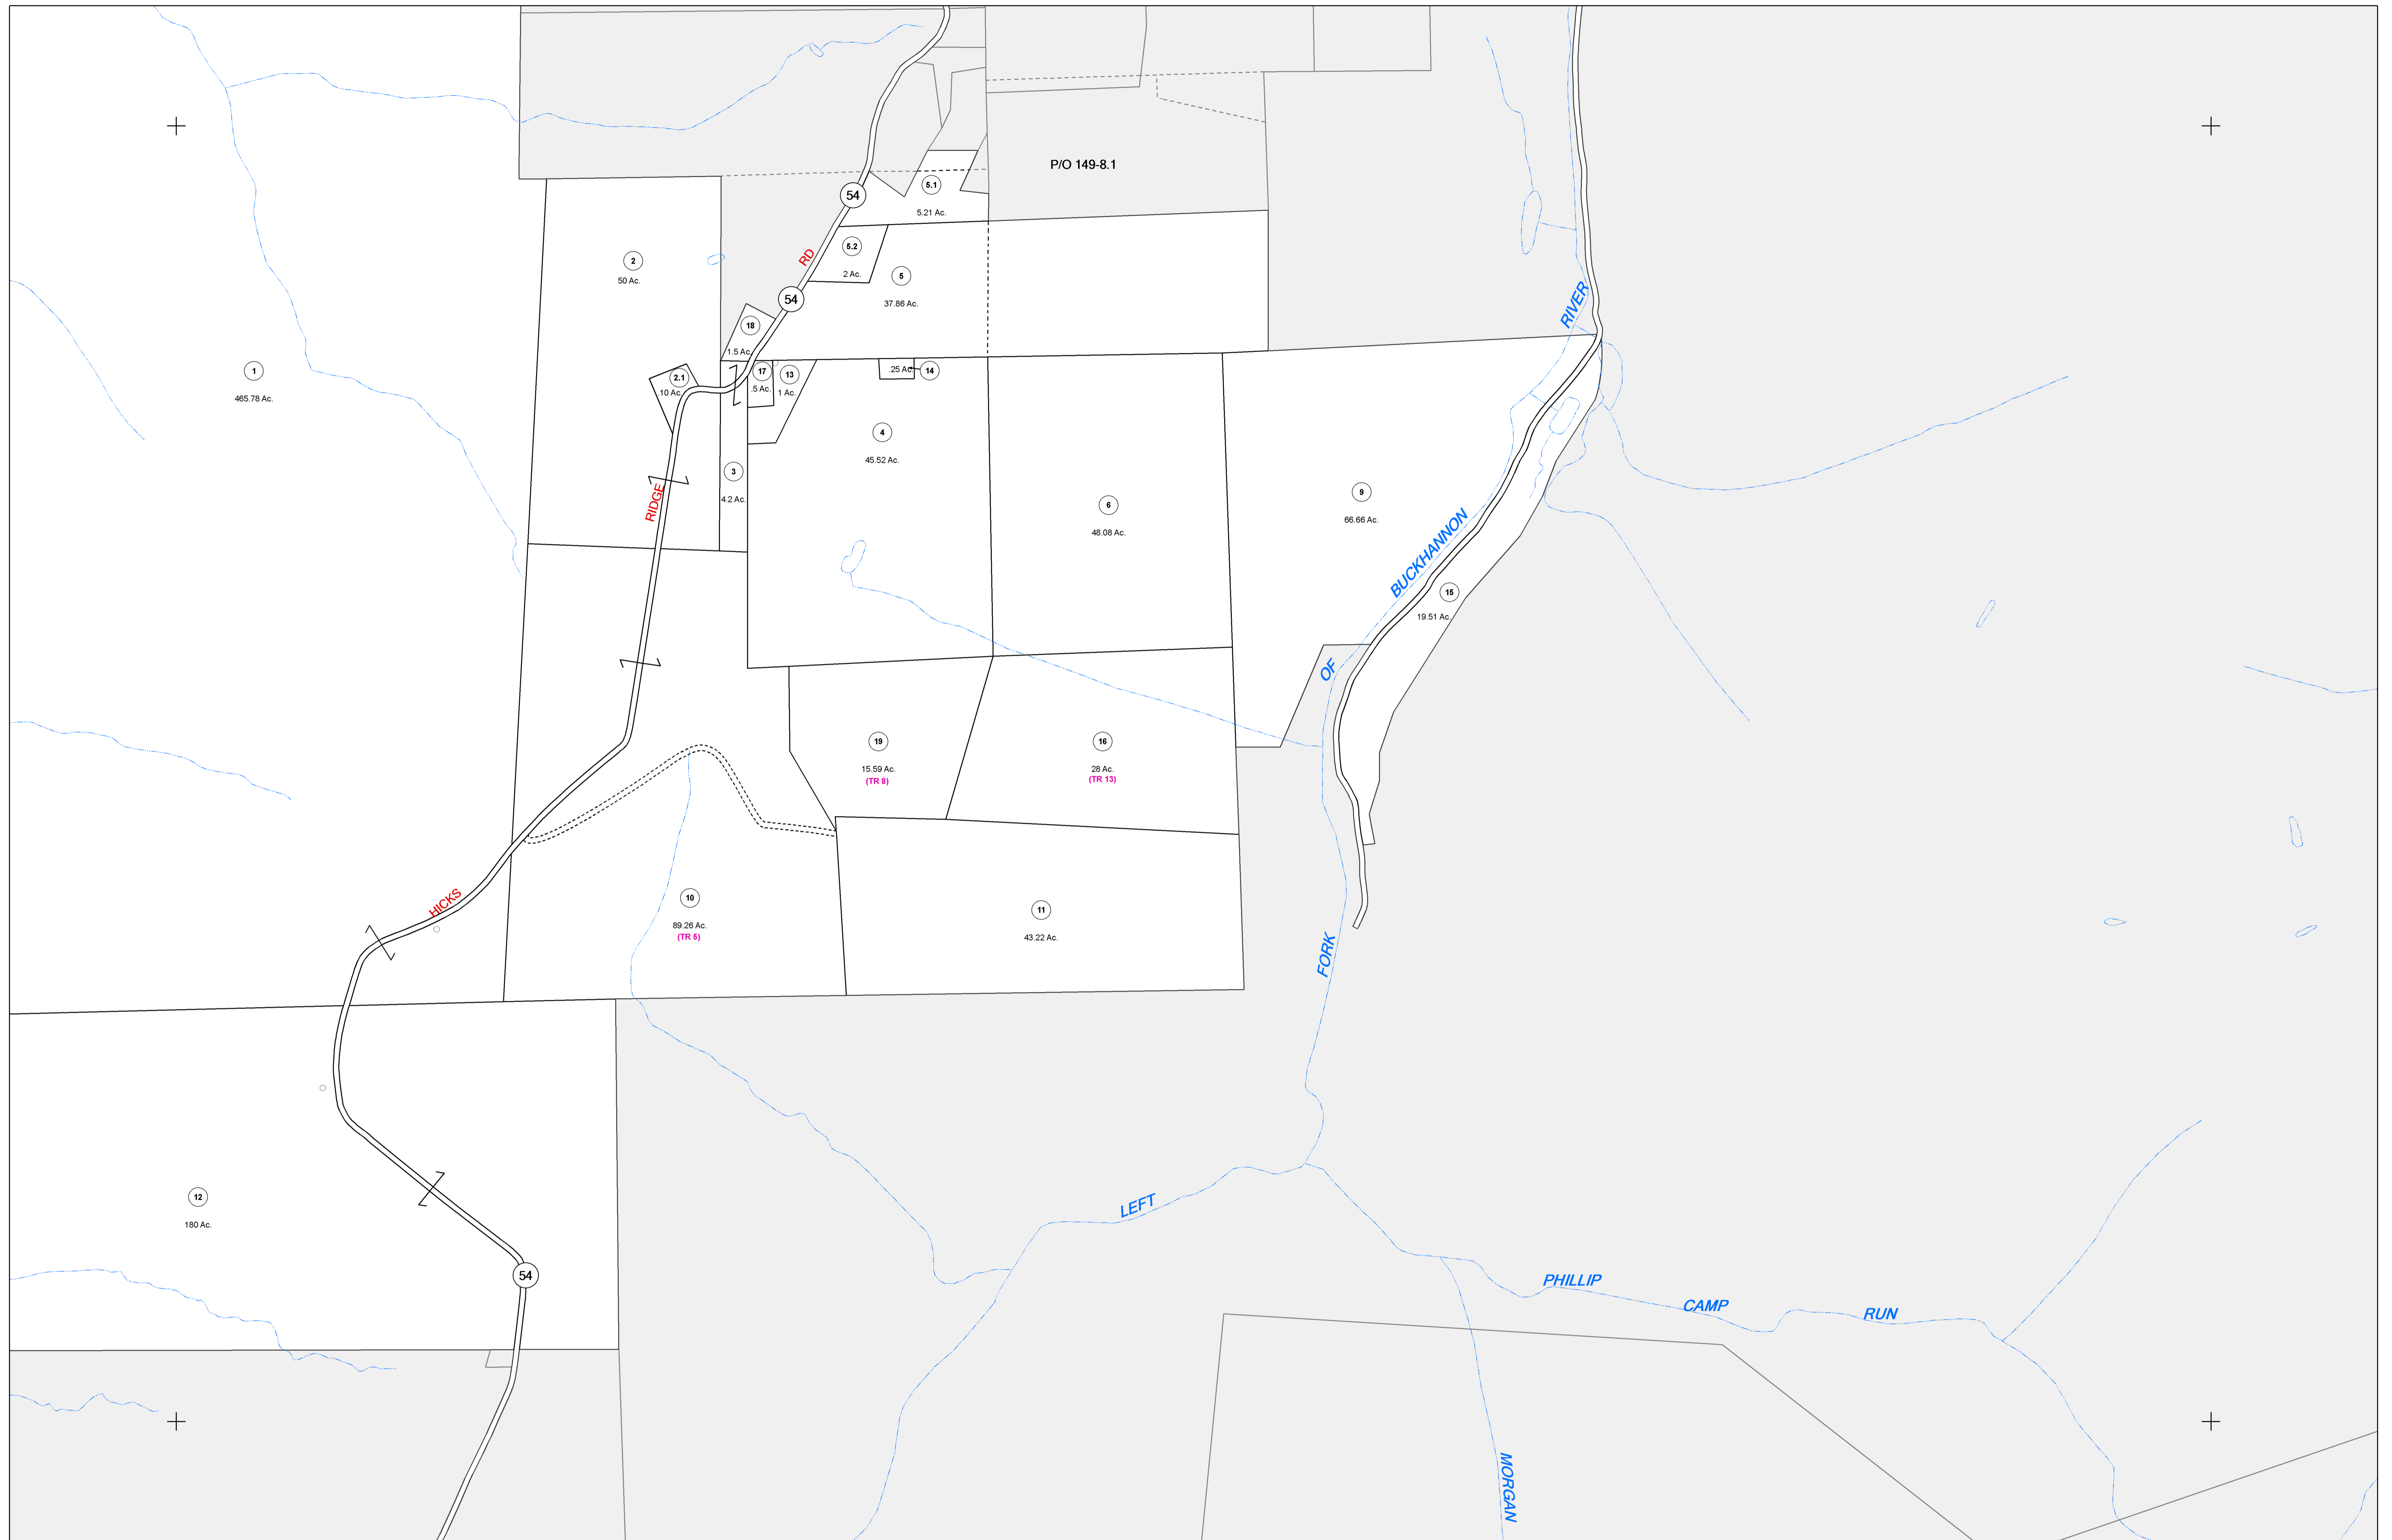 P/O 149-8.1
5.1
54
5.21 Ac.
5.2
RD
2
2 Ac.
5
50 Ac.
54
37.86 Ac.
RIVER
18
1.5 Ac.
1
465.78 Ac.
2.1
.10 Ac.
17
.5 Ac.
13
1 Ac.
.25 Ac.
14
4
45.52 Ac.
3
4.2 Ac.
RIDGE
6
48.08 Ac.
9
66.66 Ac.
BUCKHANNON
15
19.51 Ac.
OF
19
15.59 Ac.
(TR 8)
16
28 Ac.
(TR 13)
HICKS
10
89.26 Ac.
(TR 5)
11
43.22 Ac.
FORK
12
180 Ac.
LEFT
54
PHILLIP
CAMP
RUN
MORGAN